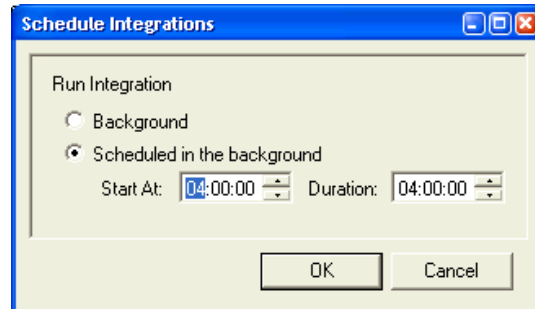 Schedule Integrations
Run Integration
Background
Scheduled in the background
Start At: 04:00:00 Duration: 04:00:00
OK Cancel